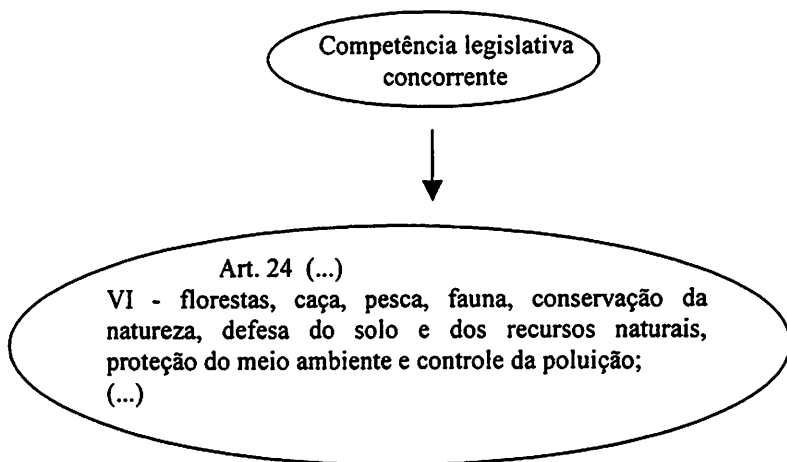 Competência legislativa
concorrente
Art. 24 (...)
VI - florestas, caça, pesca, fauna, conservação da
natureza, defesa do solo e dos recursos naturais,
proteção do meio ambiente e controle da poluição;
(...)